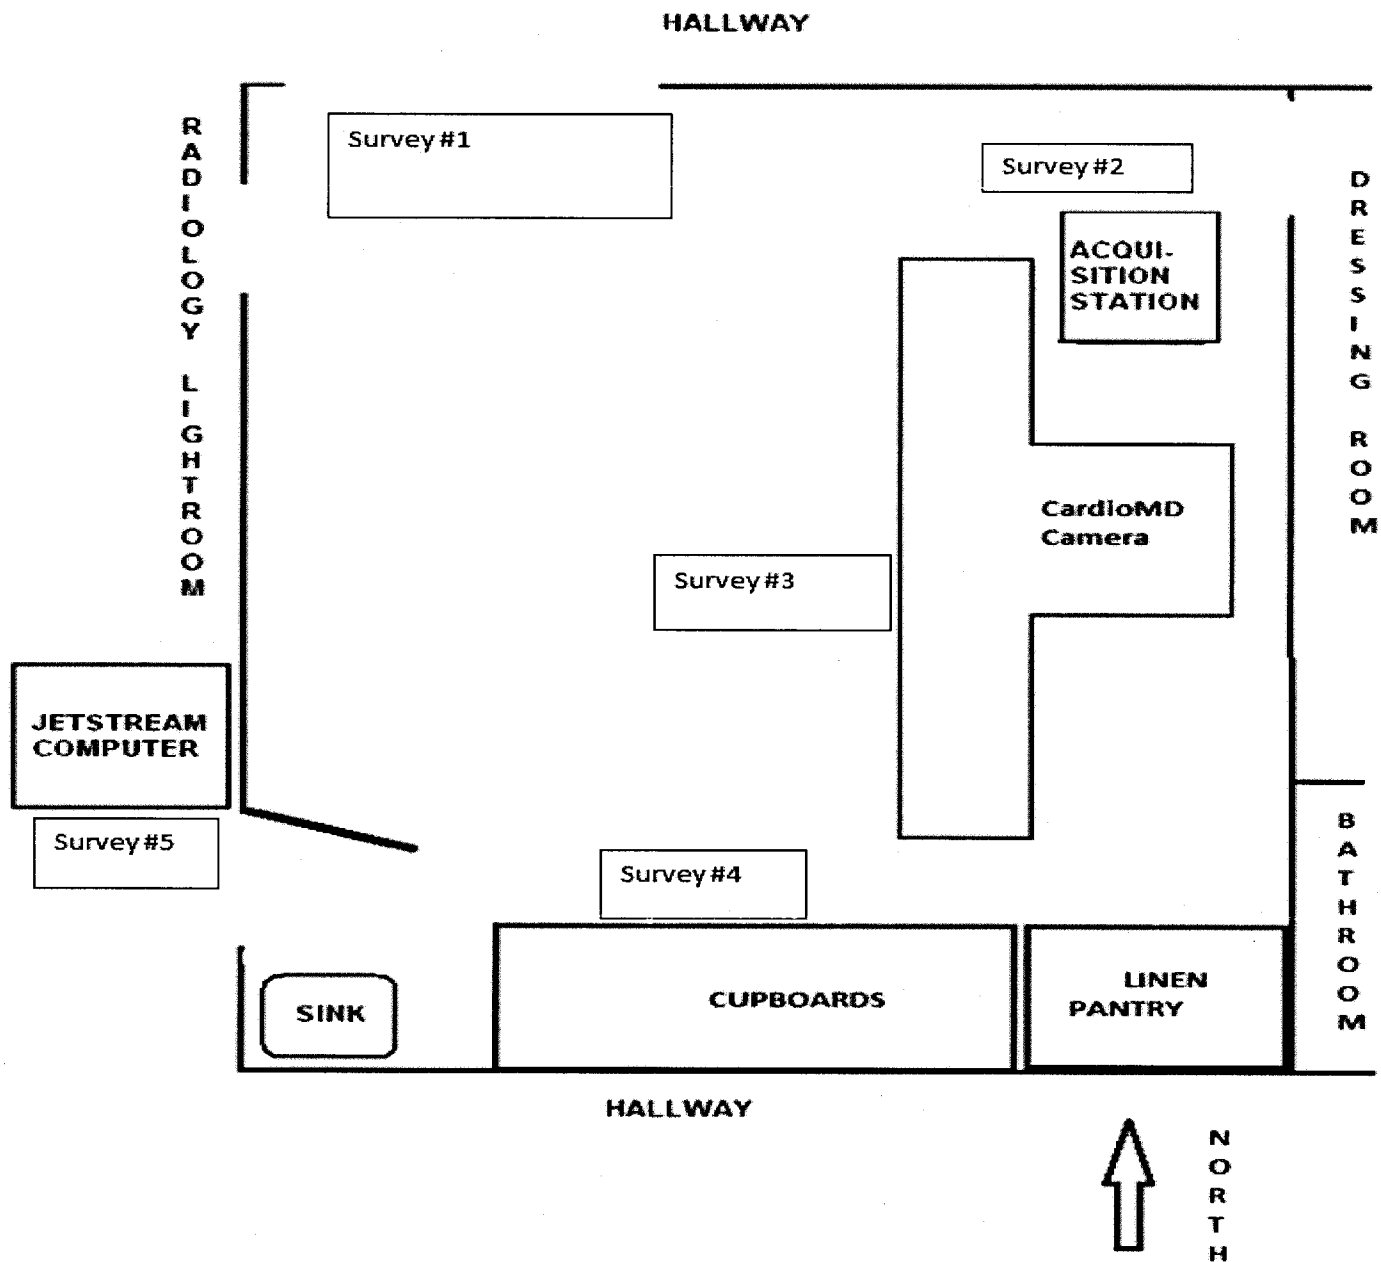 HALLWAY
RADIOLOGY LIGHTROOM
Survey #1
Survey #2
DRESSING ROOM
ACQUI-
SITION
STATION
CardioMD
Camera
Survey #3
JETSTREAM
COMPUTER
Survey #5
Survey #4
BATHROOM
SINK
CUPBOARDS
LINEN
PANTRY
HALLWAY
NORTH